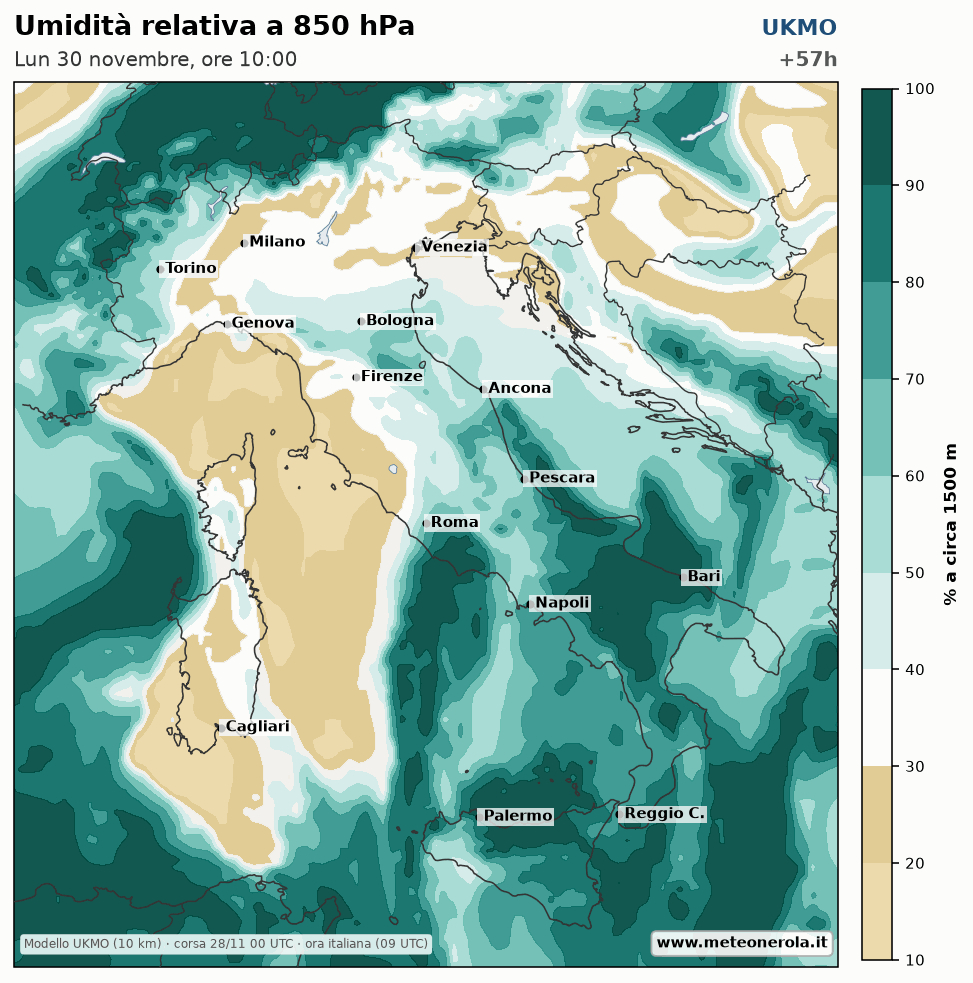 Umidità relativa a 850 hPa
UKMO
Lun 30 novembre, ore 10:00
+57h
Milano
Venezia
Torino
Genova
Bologna
Firenze
Ancona
Pescara
Roma
Bari
Napoli
Cagliari
Palermo
Reggio C.
100
90
80
70
60
50
40
30
20
10
% a circa 1500 m
Modello UKMO (10 km) · corsa 28/11 00 UTC · ora italiana (09 UTC)
www.meteonerola.it